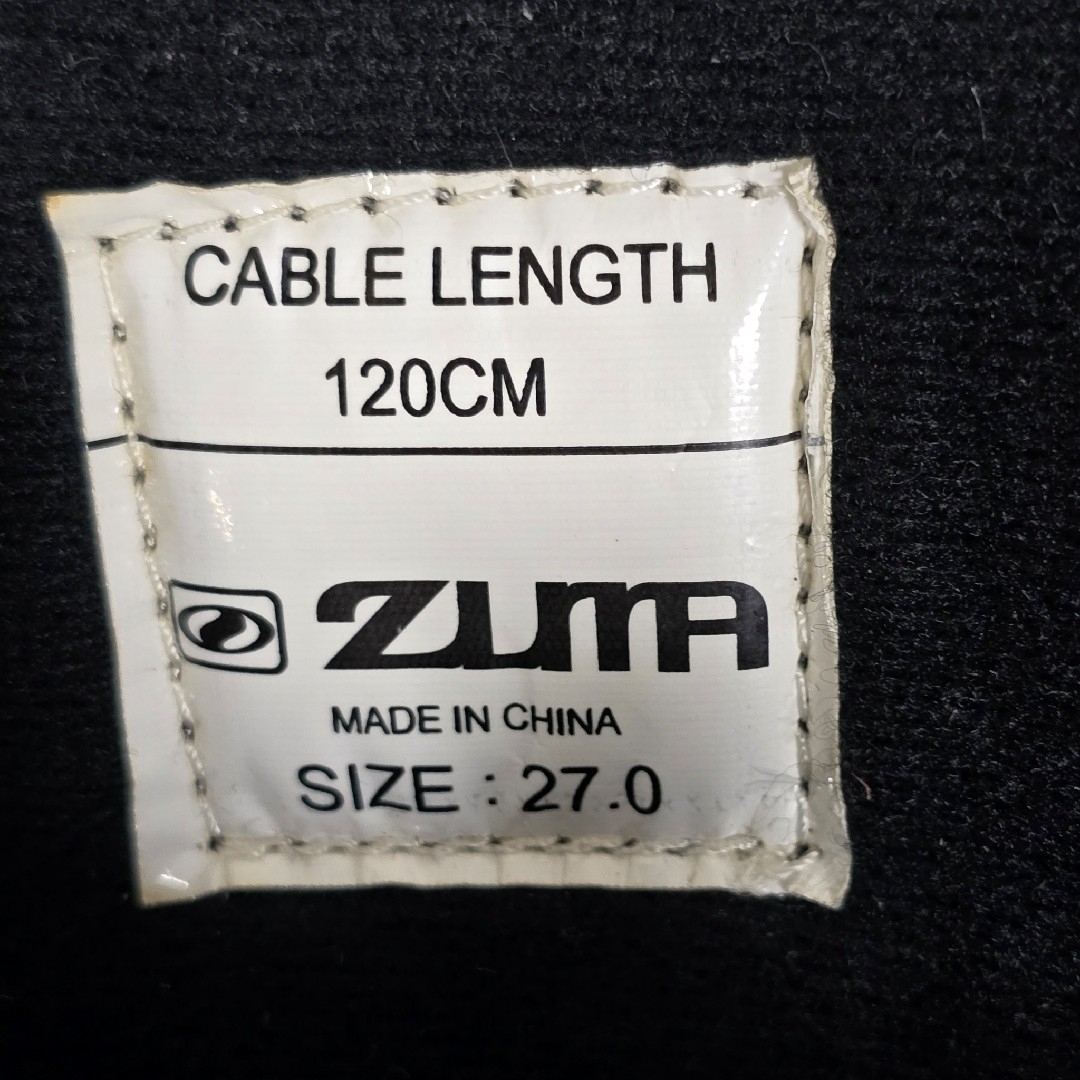 CABLE LENGTH
120CM
ZUMA
MADE IN CHINA
SIZE : 27.0